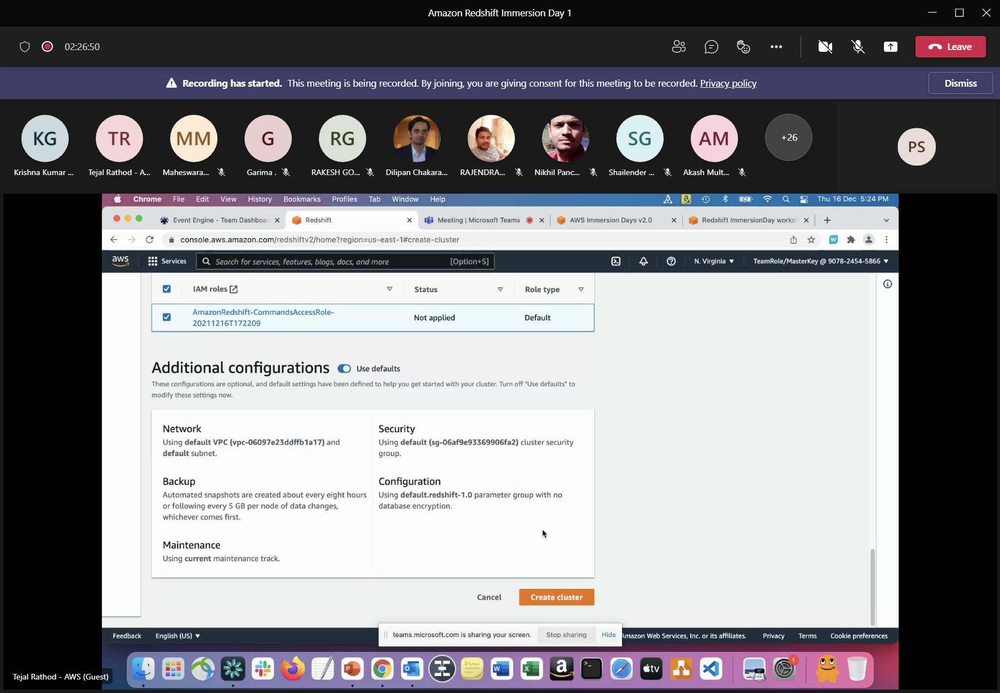 Amazon Redshift Immersion Day 1
02:26:50
Leave
Recording has started. This meeting is being recorded. By joining, you are giving consent for this meeting to be recorded. Privacy policy
Dismiss
KG TR MM G RG SG AM +26 PS
Krishna Kumar ... Tejal Rathod - A... Maheswara... Garima . RAKESH GO... Dilipan Chakara... RAJENDRA... Nikhil Panc... Shailender ... Akash Mult...
Chrome File Edit View History Bookmarks Profiles Tab Window Help Thu 16 Dec 5:24 PM
Event Engine - Team Dashboar Redshift Meeting | Microsoft Teams AWS Immersion Days v2.0 Redshift ImmersionDay worksh
console.aws.amazon.com/redshiftv2/home?region=us-east-1#create-cluster
aws Services Search for services, features, blogs, docs, and more [Option+S] N. Virginia TeamRole/MasterKey @ 9078-2454-5866
IAM roles Status Role type
AmazonRedshift-CommandsAccessRole-
20211216T172209
Not applied
Default
Additional configurations Use defaults
These configurations are optional, and default settings have been defined to help you get started with your cluster. Turn off "Use defaults" to
modify these settings now.
Network
Using default VPC (vpc-06097e23ddffb1a17) and
default subnet.
Security
Using default (sg-06af9e93369906fa2) cluster security
group.
Backup
Automated snapshots are created about every eight hours
or following every 5 GB per node of data changes,
whichever comes first.
Configuration
Using default.redshift-1.0 parameter group with no
database encryption.
Maintenance
Using current maintenance track.
Cancel Create cluster
Feedback English (US) teams.microsoft.com is sharing your screen. Stop sharing Hide Amazon Web Services, Inc. or its affiliates. Privacy Terms Cookie preferences
tv
1
Tejal Rathod - AWS (Guest)